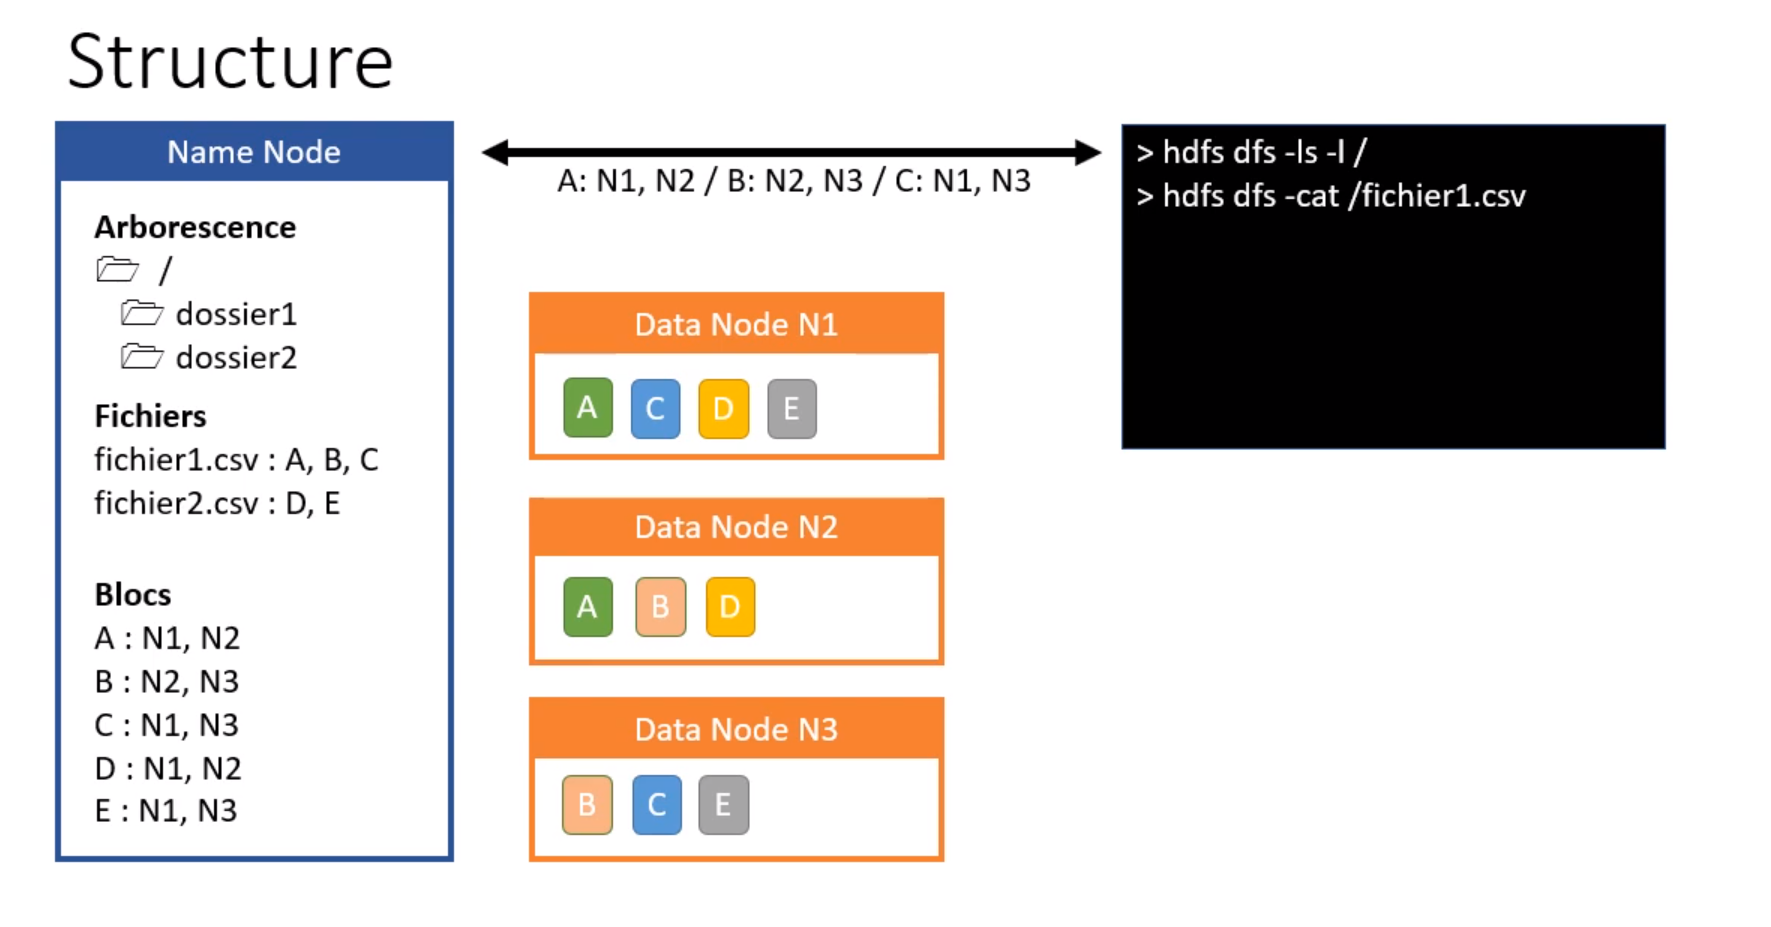 Structure
Name Node
Arborescence
/
dossier1
dossier2
Fichiers
fichier1.csv : A, B, C
fichier2.csv : D, E
Blocs
A : N1, N2
B : N2, N3
C : N1, N3
D : N1, N2
E : N1, N3
A: N1, N2 / B: N2, N3 / C: N1, N3
Data Node N1
A C D E
Data Node N2
A B D
Data Node N3
B C E
> hdfs dfs -ls -l /
> hdfs dfs -cat /fichier1.csv